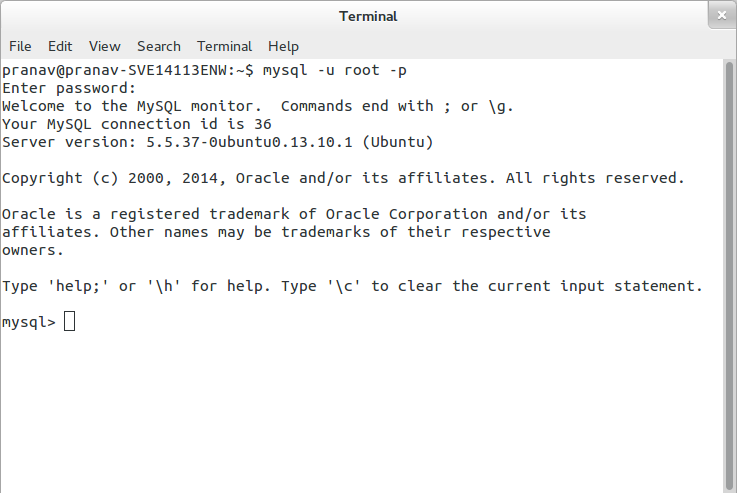 Terminal
File Edit View Search Terminal Help
pranav@pranav-SVE14113ENW:~$ mysql -u root -p
Enter password:
Welcome to the MySQL monitor.  Commands end with ; or \g.
Your MySQL connection id is 36
Server version: 5.5.37-0ubuntu0.13.10.1 (Ubuntu)
Copyright (c) 2000, 2014, Oracle and/or its affiliates. All rights reserved.
Oracle is a registered trademark of Oracle Corporation and/or its
affiliates. Other names may be trademarks of their respective
owners.
Type 'help;' or '\h' for help. Type '\c' to clear the current input statement.
mysql>